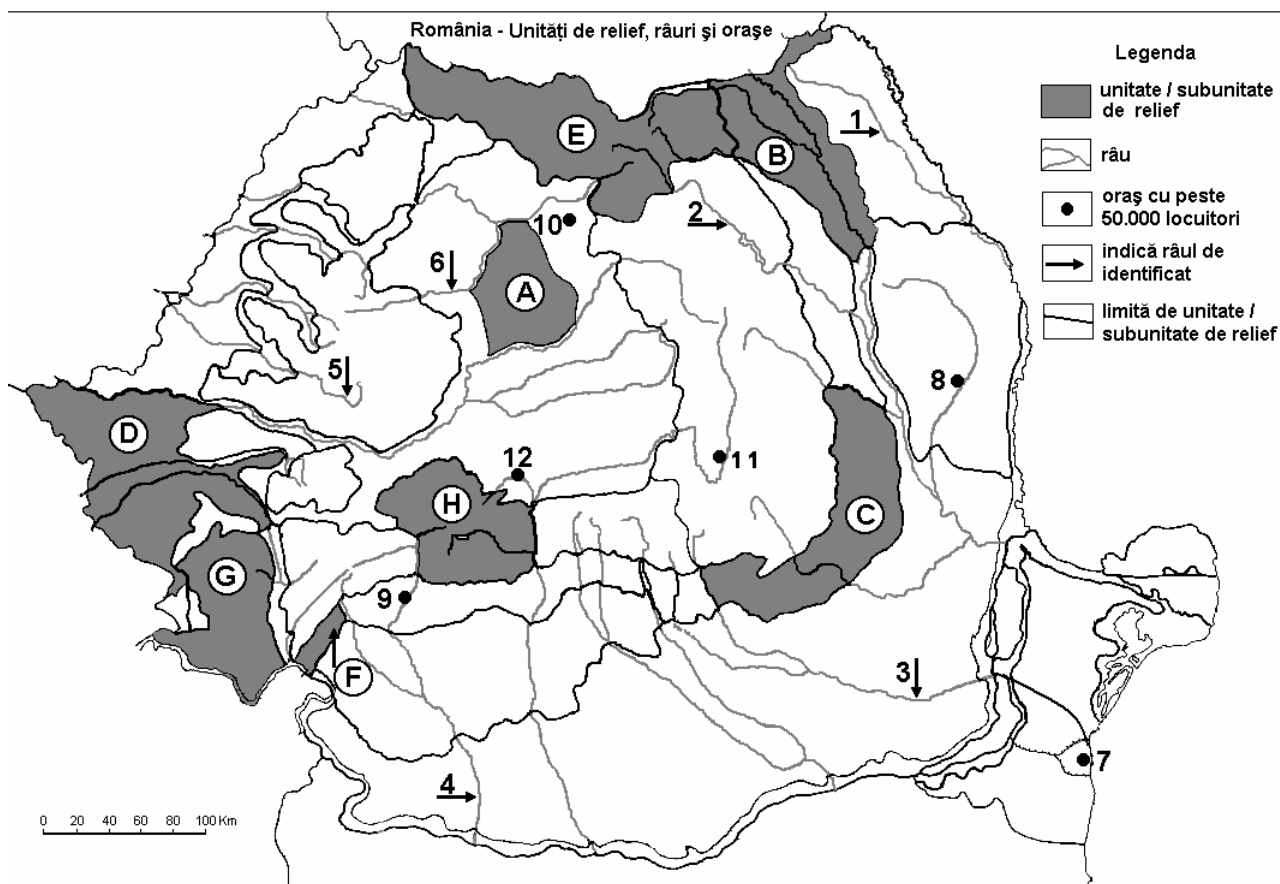 România - Unităţi de relief, râuri şi oraşe
Legenda
unitate / subunitate
de relief
râu
oraş cu peste
50.000 locuitori
indică râul de
identificat
limită de unitate /
subunitate de relief
1
E
B
2
10
6
A
5
8
D
12
11
H
C
G
9
F
3
7
4
0 20 40 60 80 100 Km